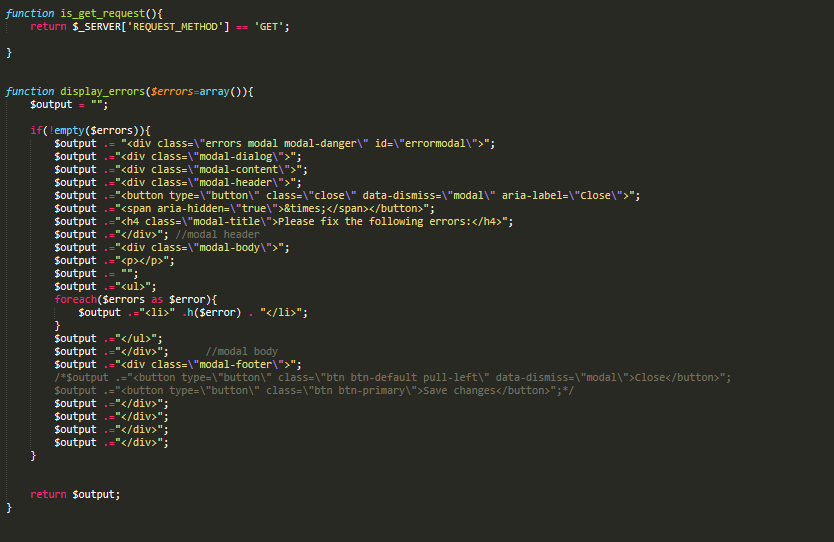 function is_get_request(){
    return $_SERVER['REQUEST_METHOD'] == 'GET';
}
function display_errors($errors=array()){
    $output = "";
    if(!empty($errors)){
        $output .= "<div class=\"errors modal modal-danger\" id=\"errormodal\">";
        $output .="<div class=\"modal-dialog\">";
        $output .="<div class=\"modal-content\">";
        $output .="<div class=\"modal-header\">";
        $output .="<button type=\"button\" class=\"close\" data-dismiss=\"modal\" aria-label=\"Close\">";
        $output .="<span aria-hidden=\"true\">&times;</span></button>";
        $output .="<h4 class=\"modal-title\">Please fix the following errors:</h4>";
        $output .="</div>"; //modal header
        $output .="<div class=\"modal-body\">";
        $output .="<p></p>";
        $output .= "";
        $output .="<ul>";
        foreach($errors as $error){
            $output .="<li>" .h($error) . "</li>";
        }
        $output .="</ul>";
        $output .="</div>";      //modal body
        $output .="<div class=\"modal-footer\">";
        /*$output .="<button type=\"button\" class=\"btn btn-default pull-left\" data-dismiss=\"modal\">Close</button>";
        $output .="<button type=\"button\" class=\"btn btn-primary\">Save changes</button>";*/
        $output .="</div>";
        $output .="</div>";
        $output .="</div>";
        $output .="</div>";
    }
    return $output;
}